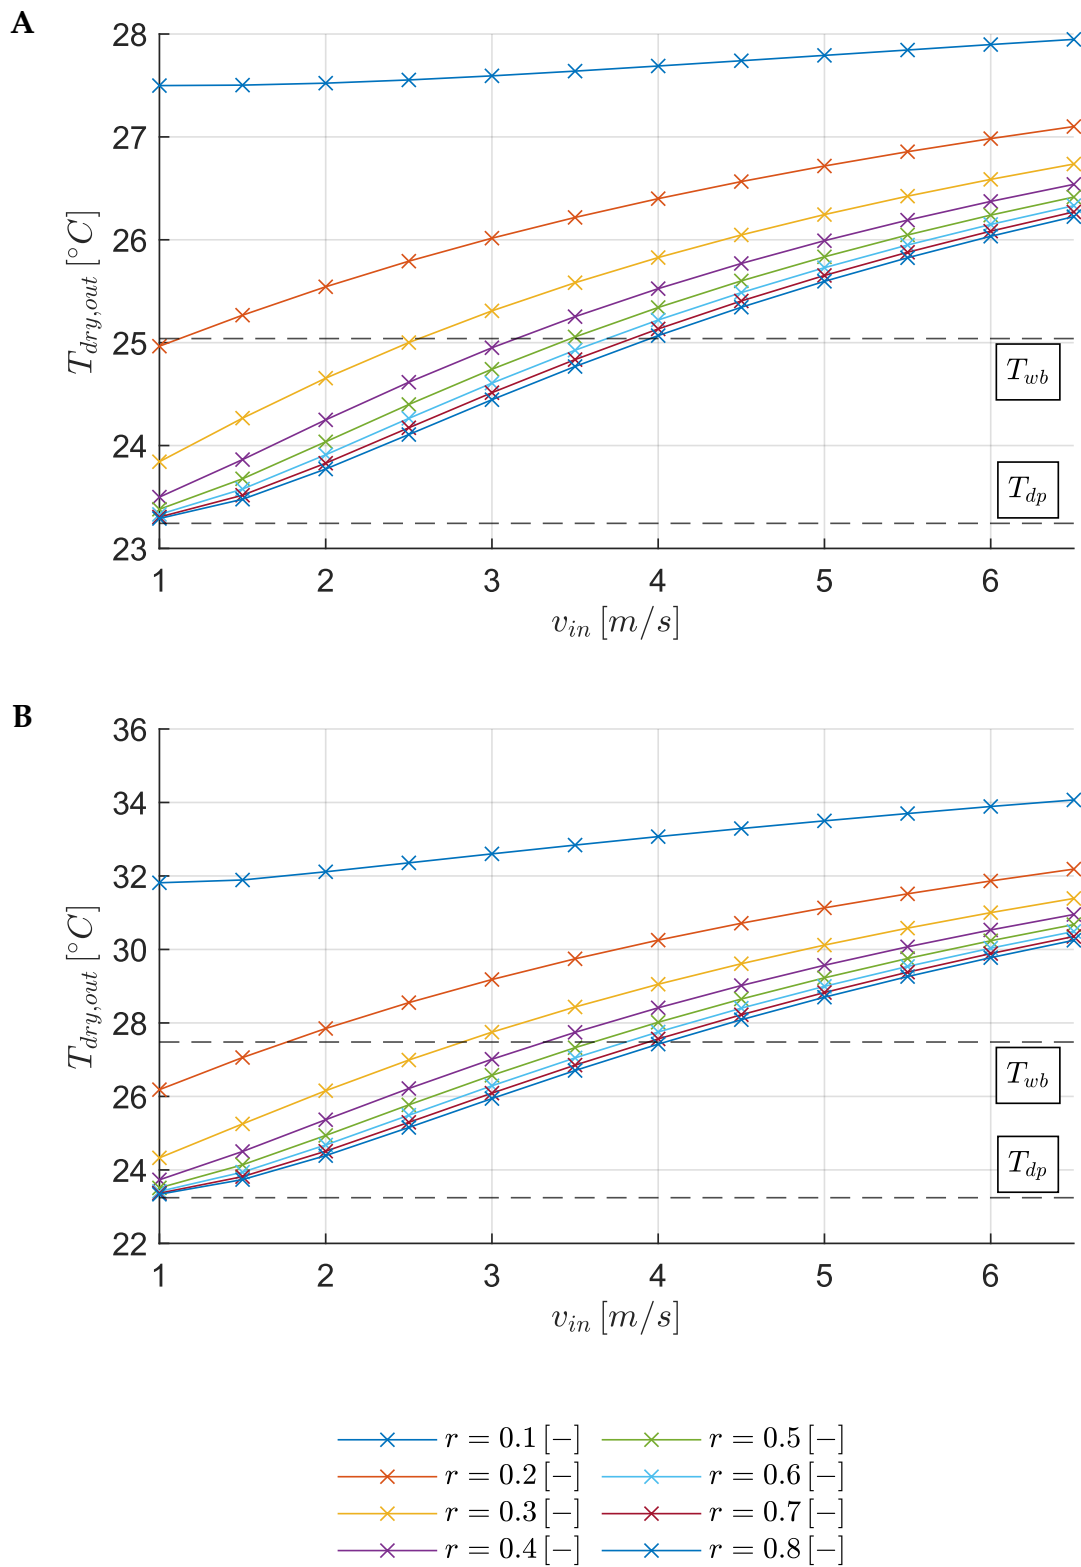 A
28
27
26
25
24
23
T_{dry,out} [°C]
T_{wb}
T_{dp}
1 2 3 4 5 6
v_{in} [m/s]
B
36
34
32
30
28
26
24
22
T_{dry,out} [°C]
T_{wb}
T_{dp}
1 2 3 4 5 6
v_{in} [m/s]
r = 0.1 [−] r = 0.5 [−]
r = 0.2 [−] r = 0.6 [−]
r = 0.3 [−] r = 0.7 [−]
r = 0.4 [−] r = 0.8 [−]